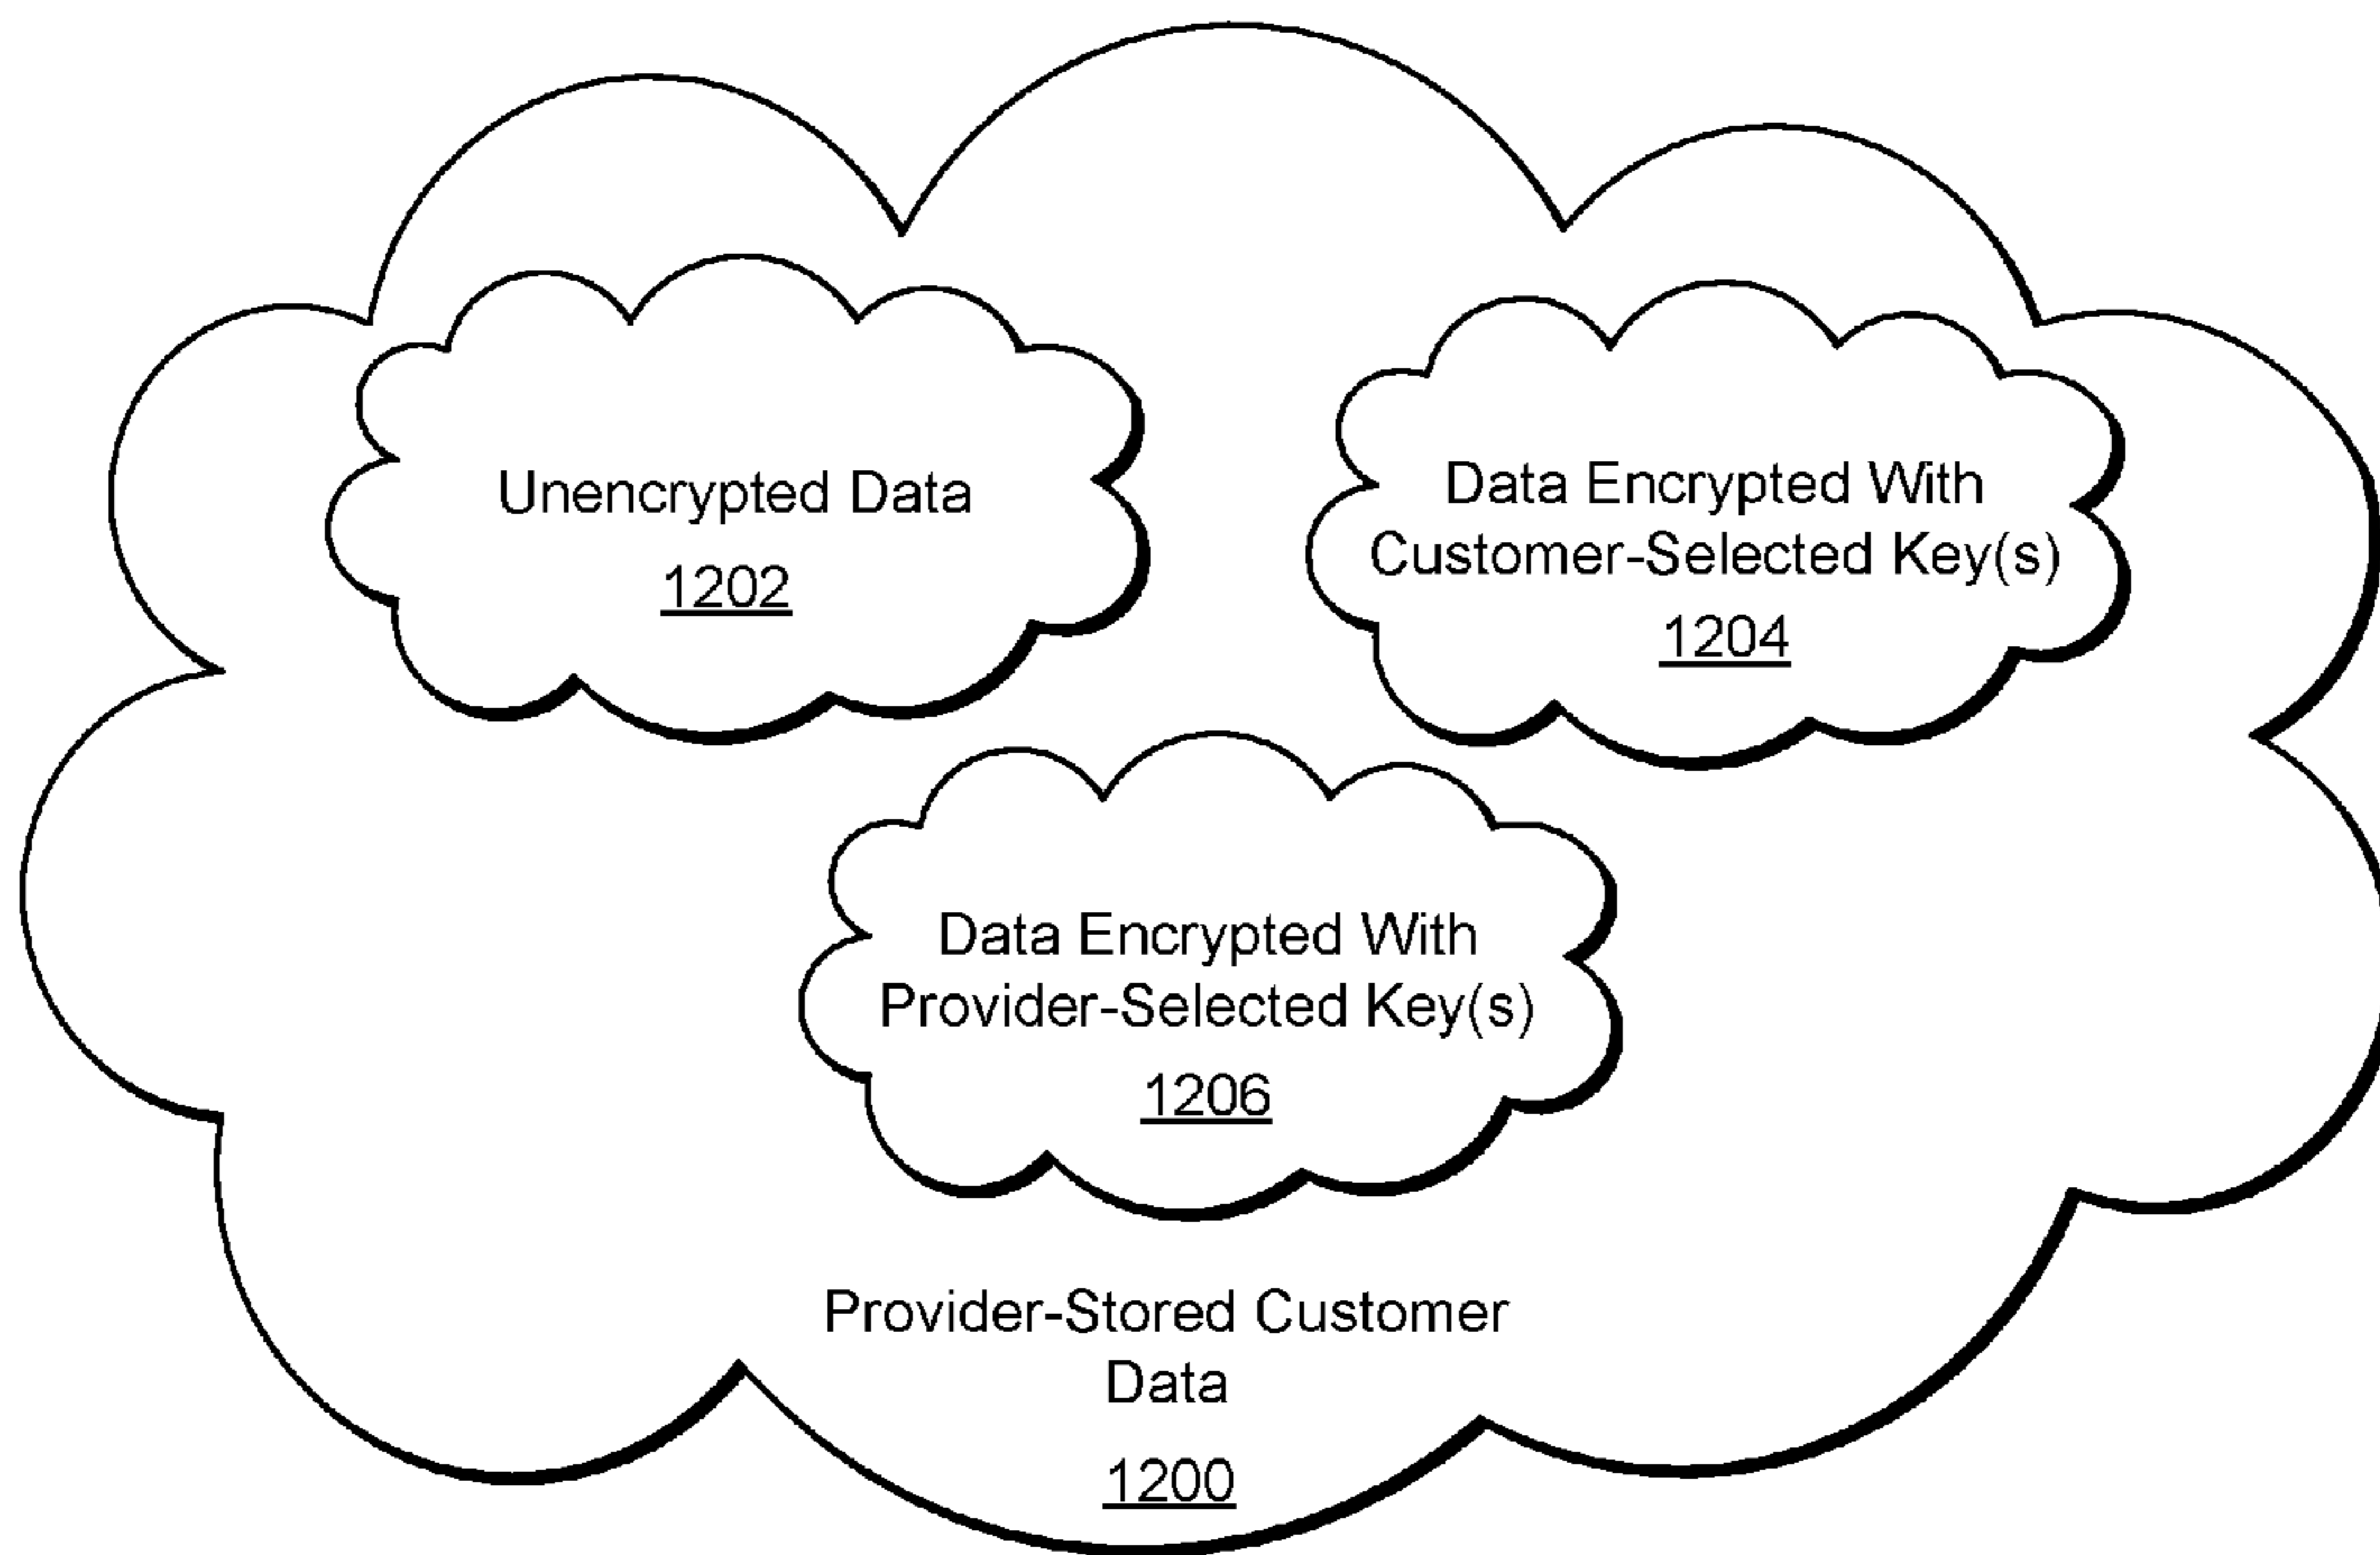 Unencrypted Data
1202
Data Encrypted With
Customer-Selected Key(s)
1204
Data Encrypted With
Provider-Selected Key(s)
1206
Provider-Stored Customer
Data
1200